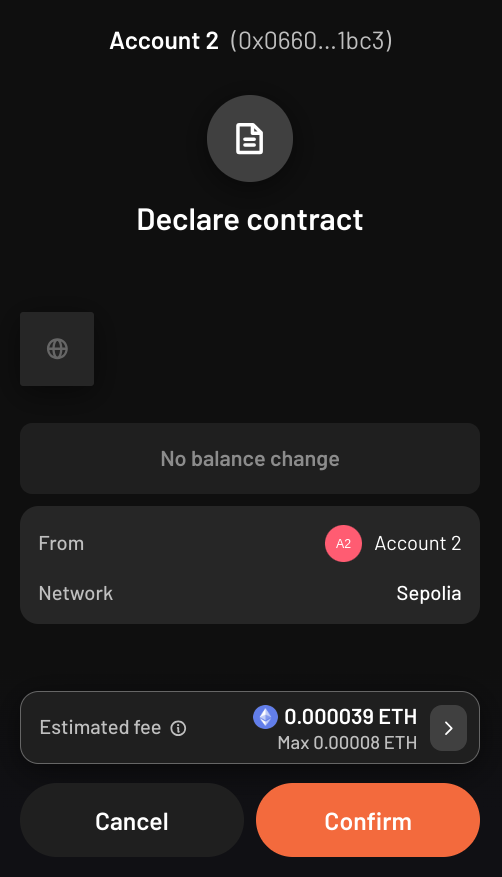 Account 2 (0x0660...1bc3)
Declare contract
No balance change
From A2 Account 2
Network Sepolia
Estimated fee 0.000039 ETH
Max 0.00008 ETH
Cancel Confirm